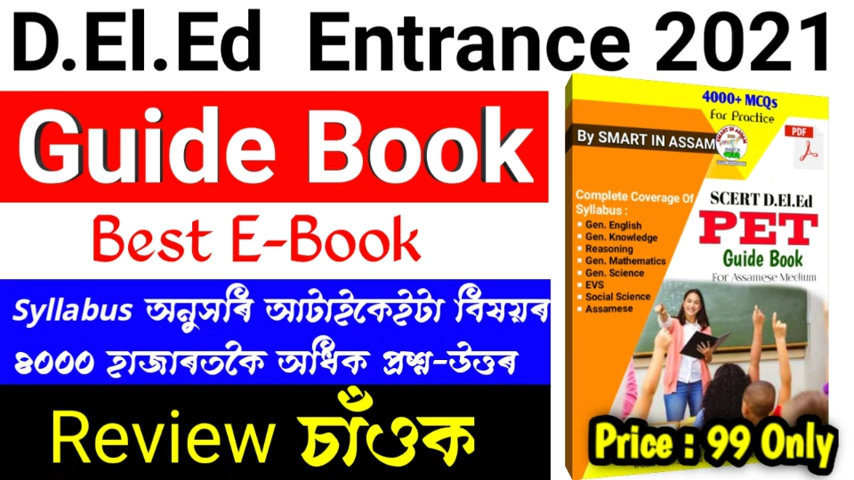 D.El.Ed Entrance 2021
Guide Book
Best E-Book
Syllabus অনুসৰি আটাইকেইটা বিষয়ৰ
৪০০০ হাজাৰতকৈ অধিক প্ৰশ্ন-উত্তৰ
Review চাঁওক
4000+ MCQs
For Practice
By SMART IN ASSAM
PDF
Complete Coverage Of
Syllabus :
Gen. English
Gen. Knowledge
Reasoning
Gen. Mathematics
Gen. Science
EVS
Social Science
Assamese
SCERT D.El.Ed
PET
Guide Book
For Assamese Medium
Price : 99 Only